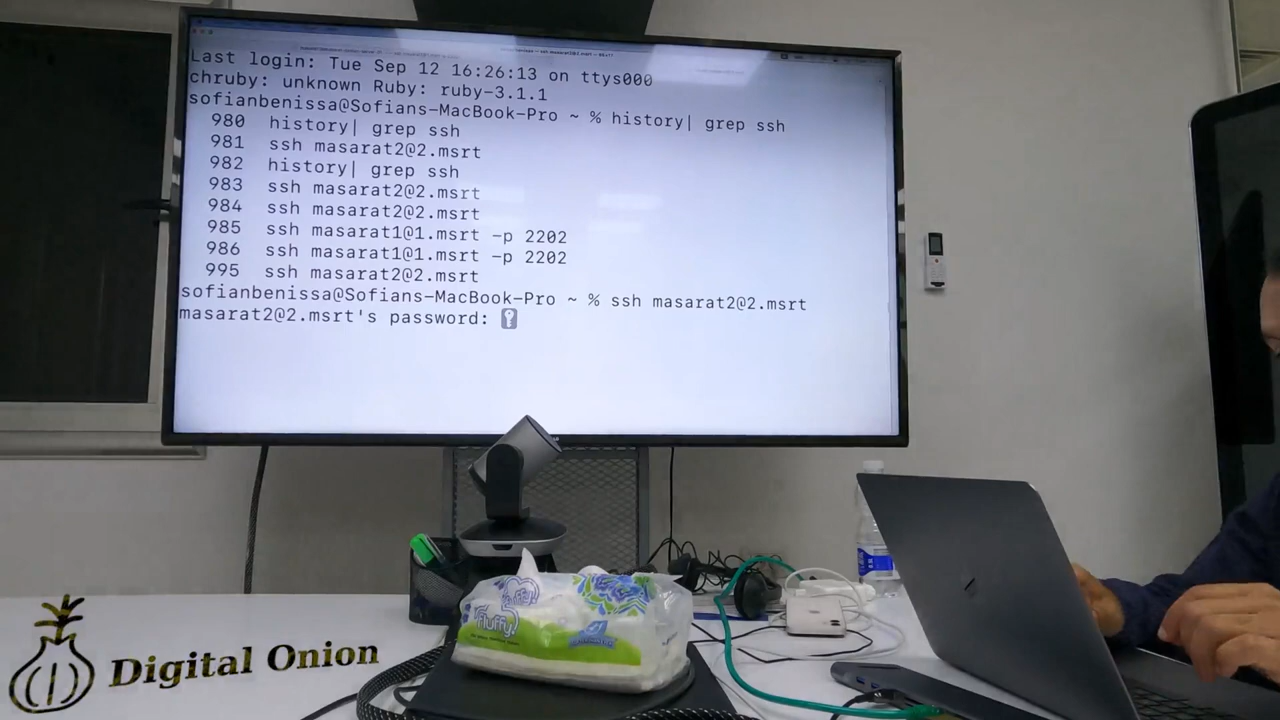 Last login: Tue Sep 12 16:26:13 on ttys000
chruby: unknown Ruby: ruby-3.1.1
sofianbenissa@Sofians-MacBook-Pro ~ % history| grep ssh
980 history| grep ssh
981 ssh masarat2@2.msrt
982 history| grep ssh
983 ssh masarat2@2.msrt
984 ssh masarat2@2.msrt
985 ssh masarat1@1.msrt -p 2202
986 ssh masarat1@1.msrt -p 2202
995 ssh masarat2@2.msrt
sofianbenissa@Sofians-MacBook-Pro ~ % ssh masarat2@2.msrt
masarat2@2.msrt's password:
Fluffy!
Digital Onion